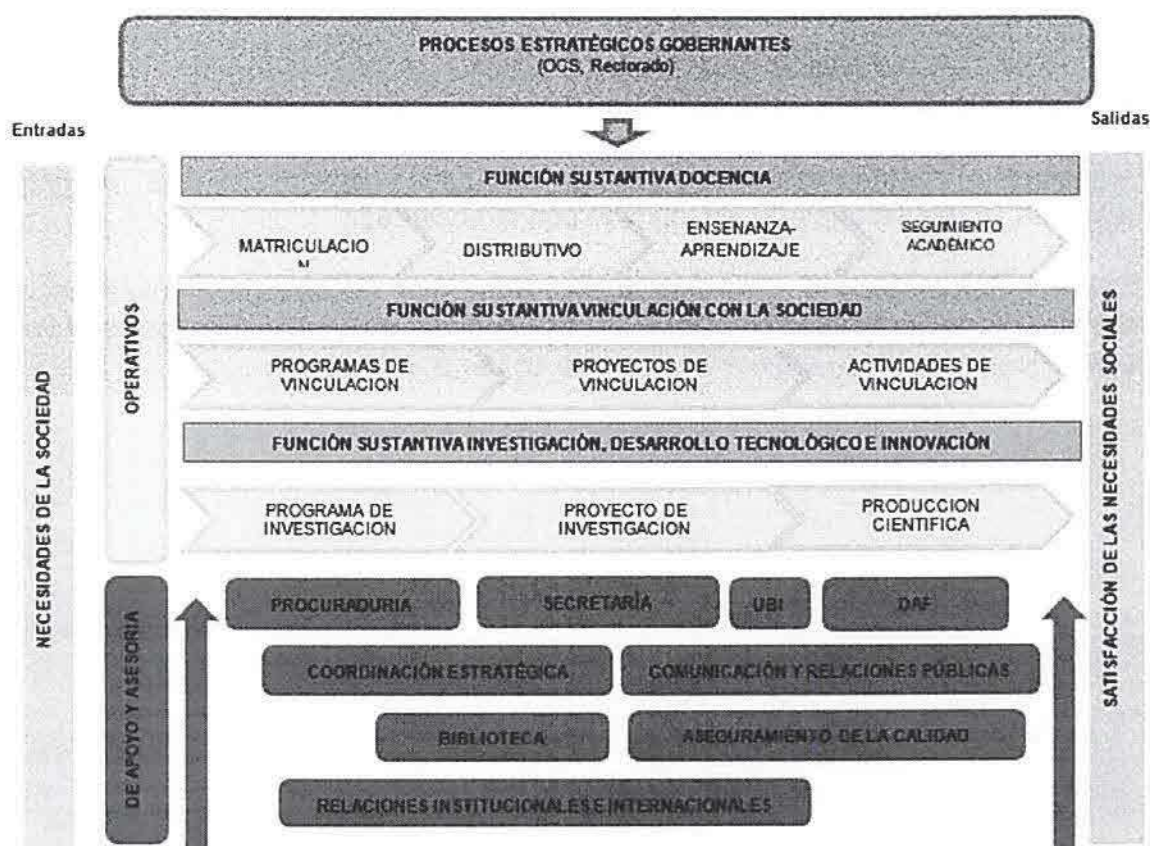 PROCESOS ESTRATÉGICOS GOBERNANTES
(OCS, Rectorado)
Entradas
Salidas
NECESIDADES DE LA SOCIEDAD
OPERATIVOS
FUNCIÓN SUSTANTIVA DOCENCIA
MATRICULACIO
N
DISTRIBUTIVO
ENSENANZA-
APRENDIZAJE
SEGUIMIENTO
ACADÉMICO
FUNCIÓN SUSTANTIVA VINCULACIÓN CON LA SOCIEDAD
PROGRAMAS DE
VINCULACION
PROYECTOS DE
VINCULACION
ACTIVIDADES DE
VINCULACION
FUNCIÓN SUSTANTIVA INVESTIGACIÓN, DESARROLLO TECNOLÓGICO E INNOVACIÓN
PROGRAMA DE
INVESTIGACION
PROYECTO DE
INVESTIGACION
PRODUCCION
CIENTIFICA
DE APOYO Y ASESORIA
PROCURADURIA
SECRETARÍA
UBI
DAF
COORDINACIÓN ESTRATÉGICA
COMUNICACIÓN Y RELACIONES PÚBLICAS
BIBLIOTECA
ASEGURAMIENTO DE LA CALIDAD
RELACIONES INSTITUCIONALES E INTERNACIONALES
SATISFACCIÓN DE LAS NECESIDADES SOCIALES